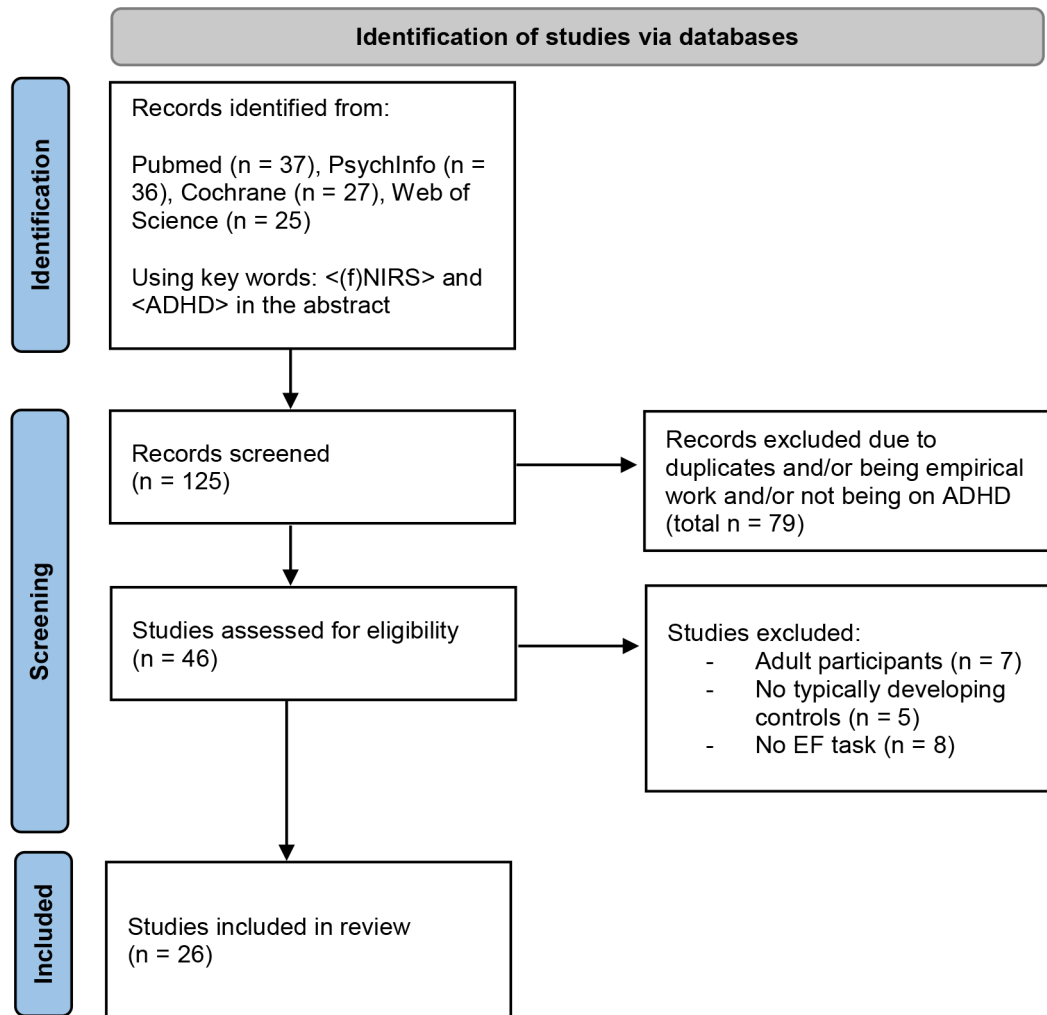 Identification of studies via databases
Identification
Records identified from:
Pubmed (n = 37), PsychInfo (n =
36), Cochrane (n = 27), Web of
Science (n = 25)
Using key words: <(f)NIRS> and
<ADHD> in the abstract
Screening
Records screened
(n = 125)
Records excluded due to
duplicates and/or being empirical
work and/or not being on ADHD
(total n = 79)
Studies assessed for eligibility
(n = 46)
Studies excluded:
- Adult participants (n = 7)
- No typically developing
controls (n = 5)
- No EF task (n = 8)
Included
Studies included in review
(n = 26)